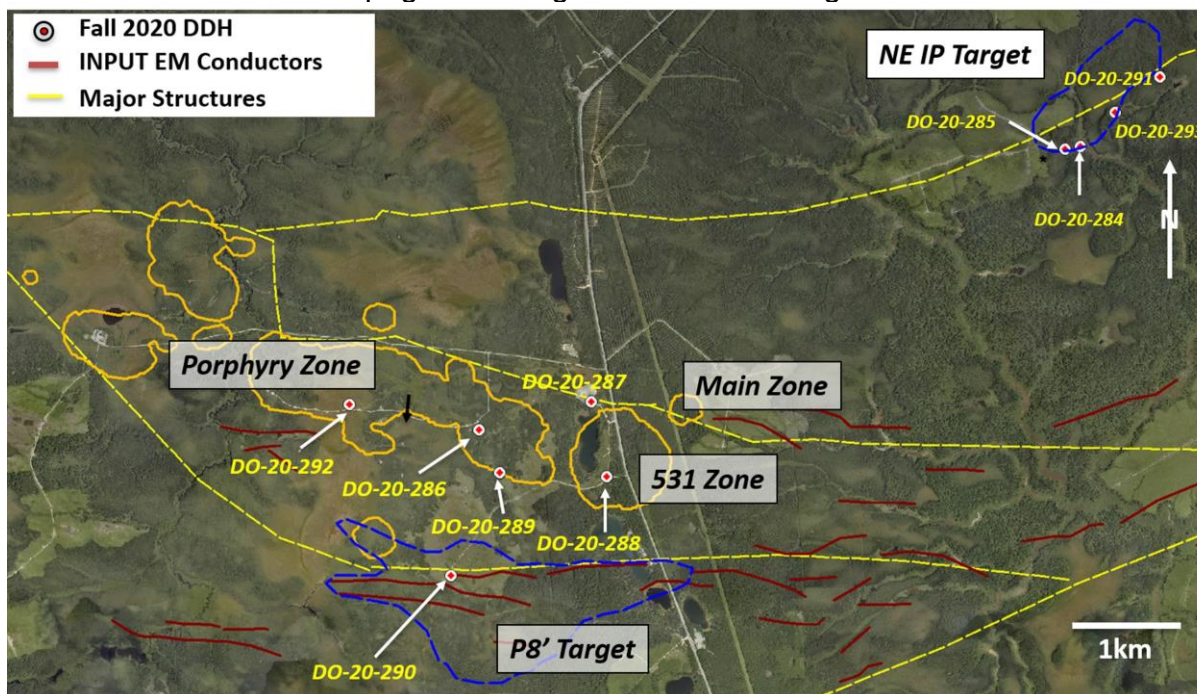 Fall 2020 DDH
INPUT EM Conductors
Major Structures
NE IP Target
DO-20-291
DO-20-285
DO-20-284
N
Porphyry Zone
DO-20-287
Main Zone
DO-20-292
DO-20-286
531 Zone
DO-20-289
DO-20-288
P8' Target
DO-20-290
1km